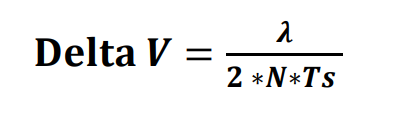 Delta V = λ / 2 *N*Ts